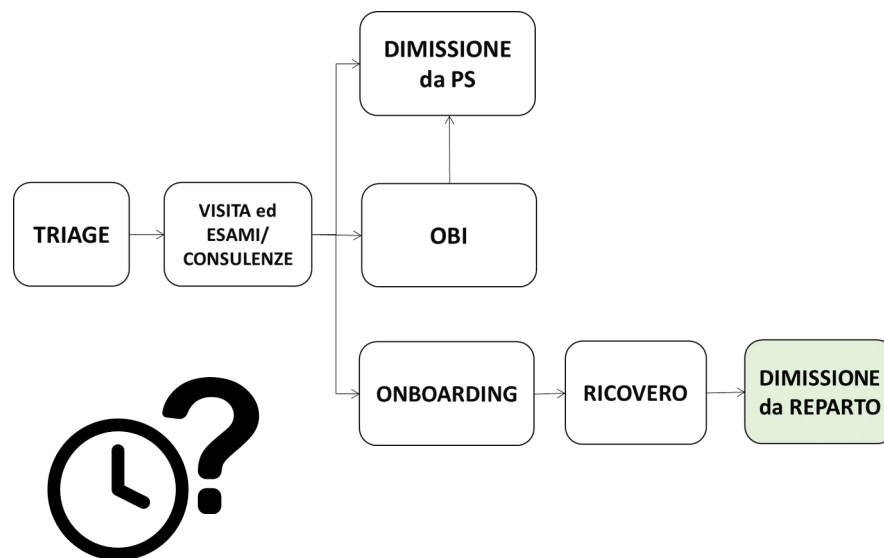 DIMISSIONE
da PS
TRIAGE
VISITA ed
ESAMI/
CONSULENZE
OBI
ONBOARDING
RICOVERO
DIMISSIONE
da REPARTO
?